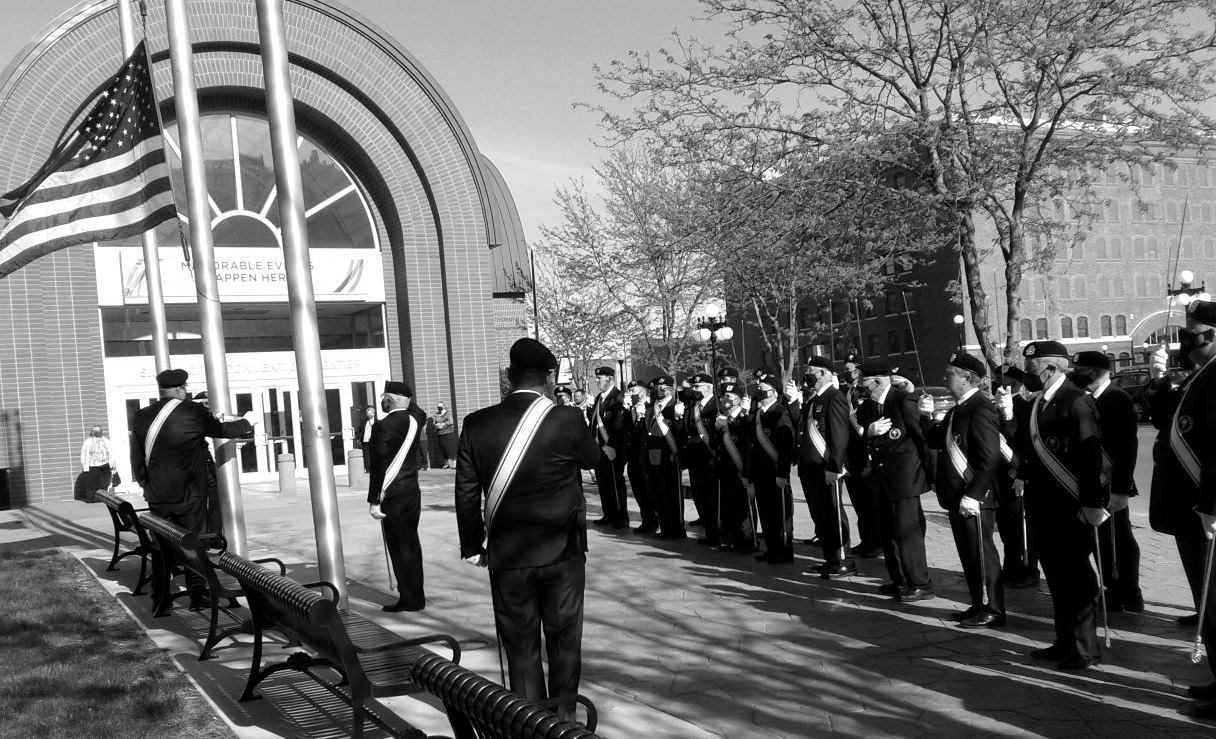 MEMORABLE EVENTS
HAPPEN HERE
CONVENTION CENTER